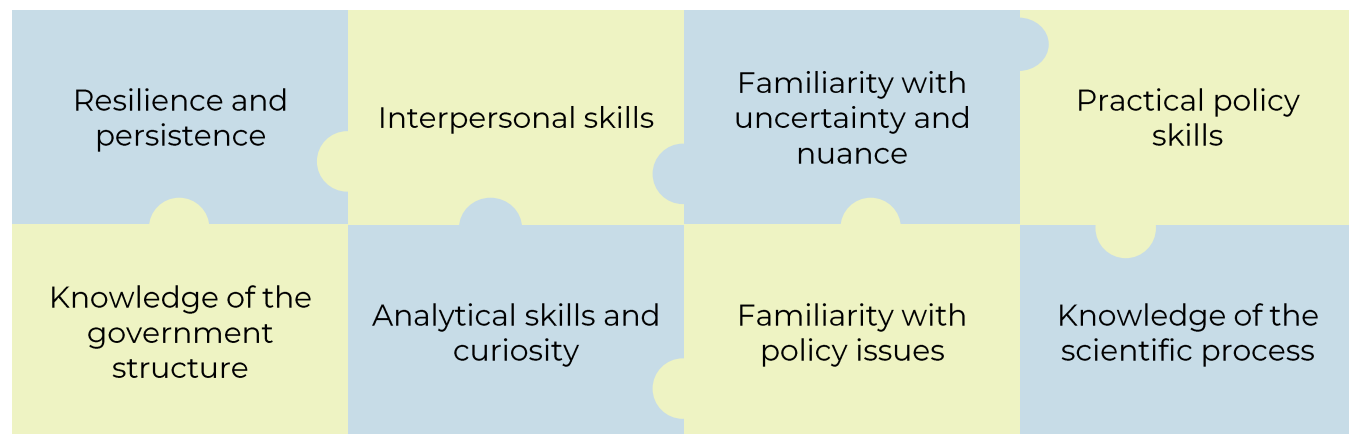 Resilience and
persistence
Interpersonal skills
Familiarity with
uncertainty and
nuance
Practical policy
skills
Knowledge of the
government
structure
Analytical skills and
curiosity
Familiarity with
policy issues
Knowledge of the
scientific process